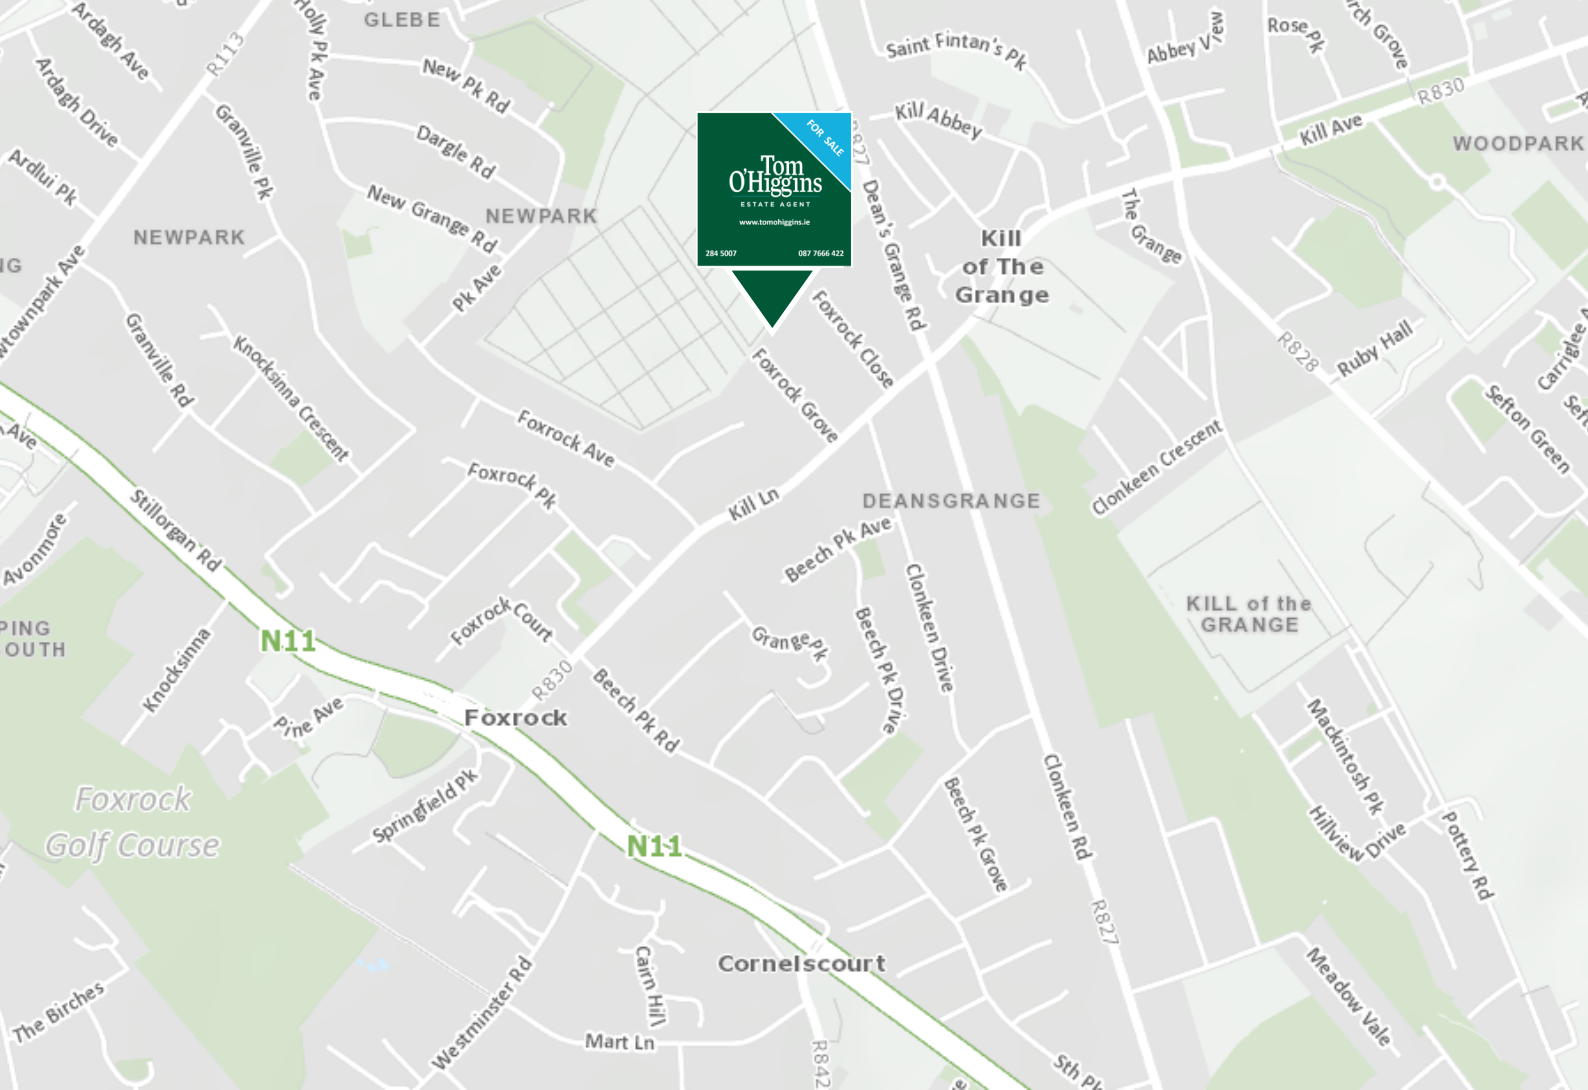 GLEBE
Ardagh Ave
R113
Holly Pk Ave
Ardagh Drive
New Pk Rd
Saint Fintan's Pk
Abbey View
Rose Pk
Kill Abbey
R830
Kill Ave
WOODPARK
Granville Pk
Dargle Rd
Ardlui Pk
New Grange Rd
NEWPARK
NEWPARK
FOR SALE
Tom
O'Higgins
ESTATE AGENT
www.tomohiggins.ie
284 5007
087 7666 422
R827
Dean's Grange Rd
The Grange
Kill
of The
Grange
Pk Ave
Foxrock Close
Granville Rd
Knocksinna Crescent
Foxrock Grove
R828
Ruby Hall
Sefton Green
Foxrock Ave
Foxrock Pk
Kill Ln
DEANSGRANGE
Clonkeen Crescent
Stillorgan Rd
Avonmore
Beech Pk Ave
Clonkeen Drive
KILL of the
GRANGE
N11
Foxrock Court
Grange Pk
Beech Pk Drive
Knocksinna
R830
Beech Pk Rd
Pine Ave
Foxrock
Foxrock
Golf Course
Springfield Pk
N11
Clonkeen Rd
Beech Pk Grove
Mackintosh Pk
Hillview Drive
Pottery Rd
R827
Cornelscourt
Cairn Hill
Westminster Rd
The Birches
Mart Ln
R842
Meadow Vale
Sth Pk